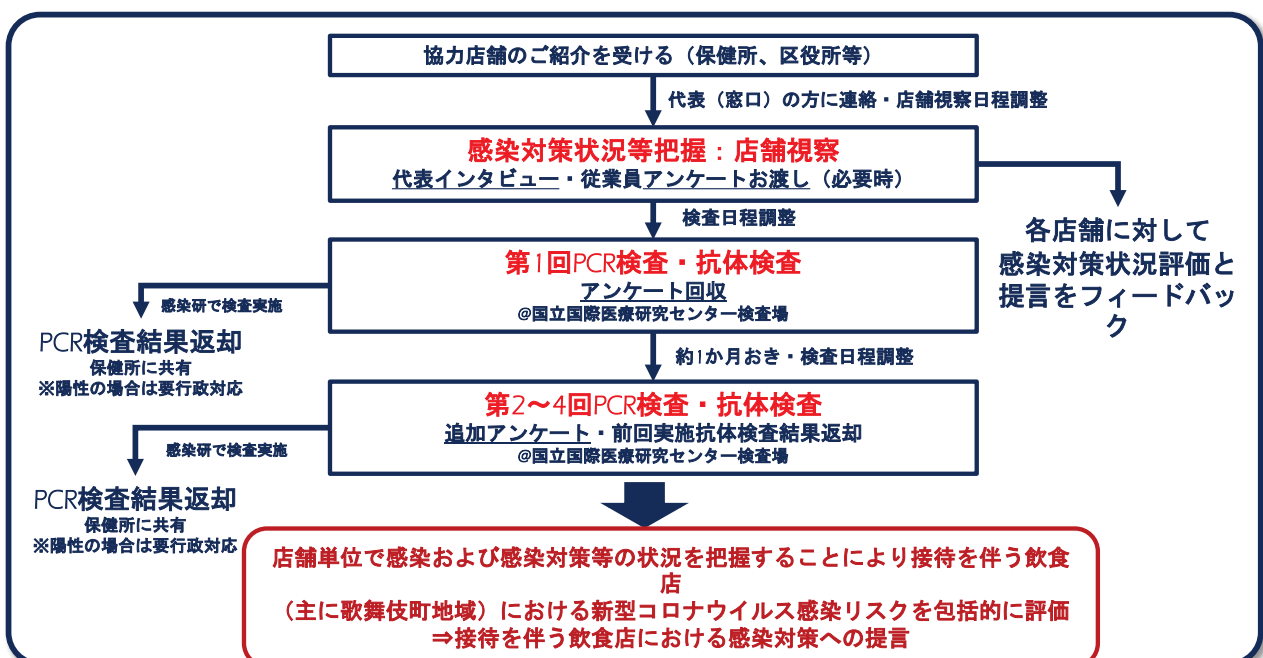 協力店舗のご紹介を受ける（保健所、区役所等）
代表（窓口）の方に連絡・店舗視察日程調整
感染対策状況等把握：店舗視察
代表インタビュー・従業員アンケートお渡し（必要時）
検査日程調整
各店舗に対して
感染対策状況評価と
提言をフィードバッ
ク
第1回PCR検査・抗体検査
アンケート回収
@国立国際医療研究センター検査場
感染研で検査実施
PCR検査結果返却
保健所に共有
※陽性の場合は要行政対応
約1か月おき・検査日程調整
第2〜4回PCR検査・抗体検査
追加アンケート・前回実施抗体検査結果返却
@国立国際医療研究センター検査場
感染研で検査実施
PCR検査結果返却
保健所に共有
※陽性の場合は要行政対応
店舗単位で感染および感染対策等の状況を把握することにより接待を伴う飲食
店
（主に歌舞伎町地域）における新型コロナウイルス感染リスクを包括的に評価
⇒接待を伴う飲食店における感染対策への提言